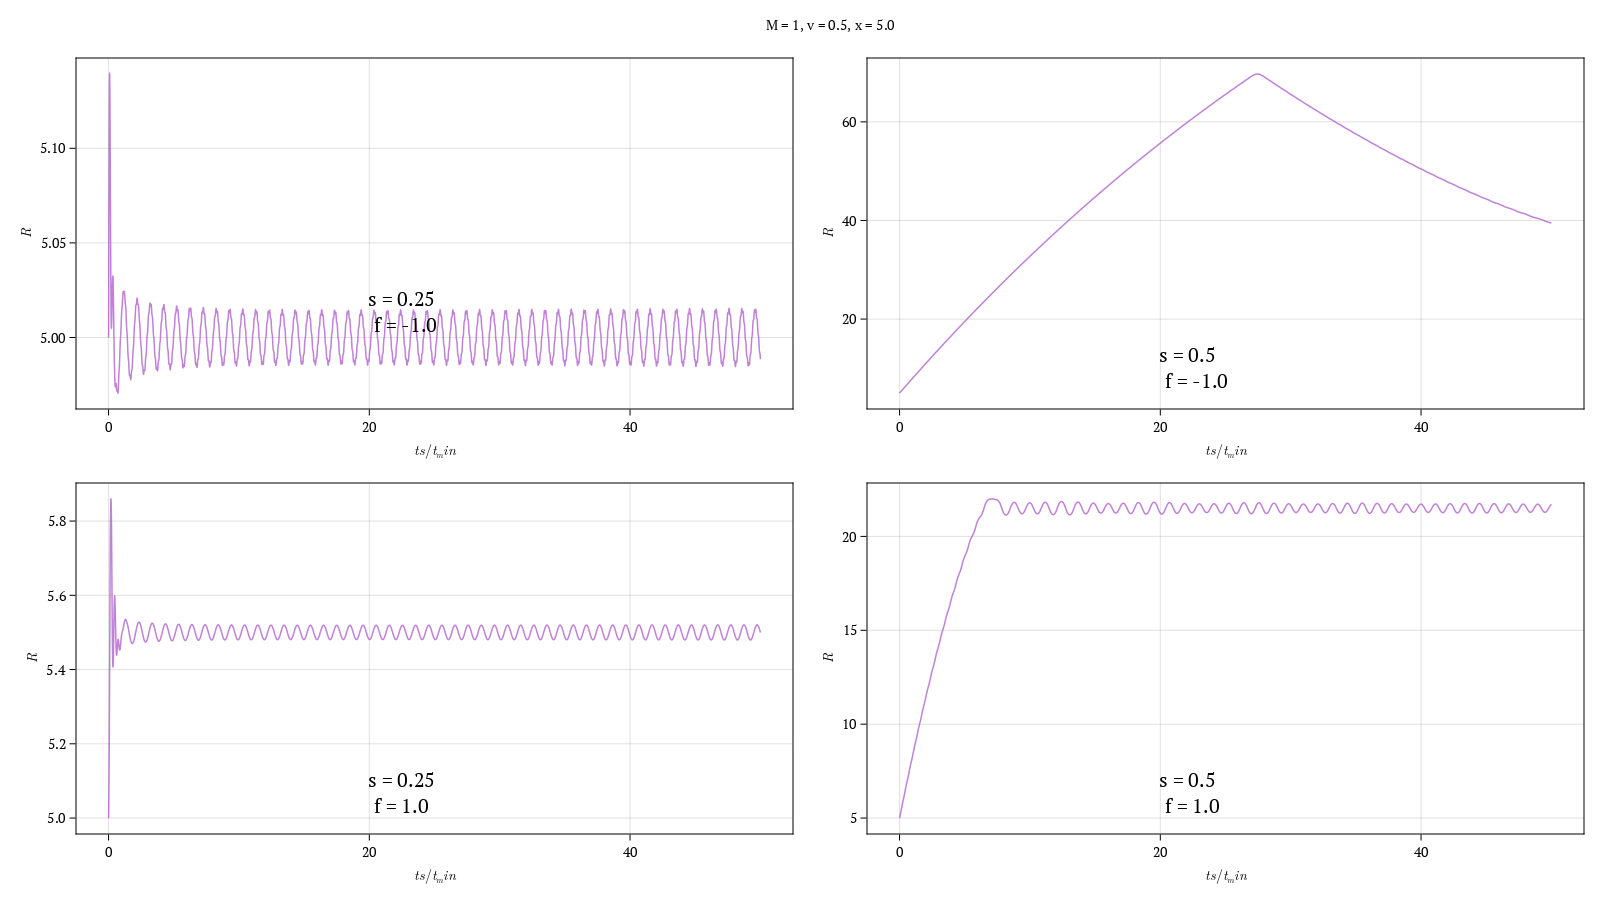 M = 1, v = 0.5, x = 5.0
5.10
5.05
5.00
R
s = 0.25
f = -1.0
0
20
40
ts/t_min
60
40
20
R
s = 0.5
f = -1.0
0
20
40
ts/t_min
5.8
5.6
5.4
5.2
5.0
R
s = 0.25
f = 1.0
0
20
40
ts/t_min
20
15
10
5
R
s = 0.5
f = 1.0
0
20
40
ts/t_min